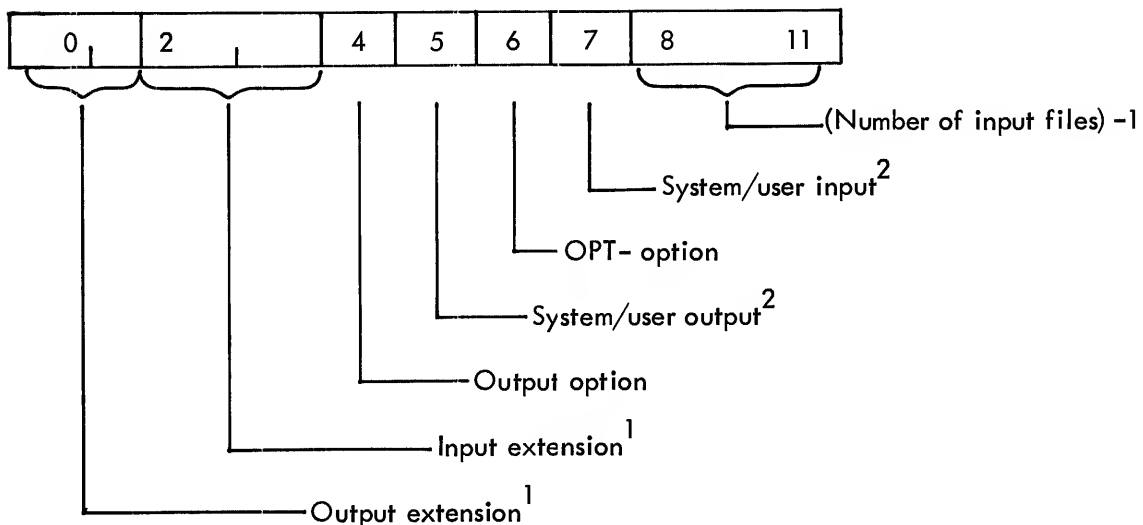 0 2 4 5 6 7 8 11
(Number of input files) -1
System/user input2
OPT- option
System/user output2
Output option
Input extension1
Output extension1